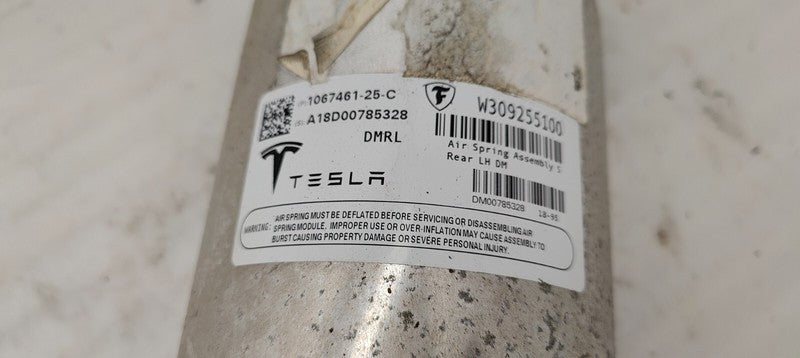 (P)1067461-25-C
(S)A18D00785328
DMRL
TESLA
F
W309255100
Air Spring Assembly S
Rear LH DM
DM00785328 18-95
WARNING:
AIR SPRING MUST BE DEFLATED BEFORE SERVICING OR DISASSEMBLING AIR
SPRING MODULE. IMPROPER USE OR OVER-INFLATION MAY CAUSE ASSEMBLY TO
BURST CAUSING PROPERTY DAMAGE OR SEVERE PERSONAL INJURY.